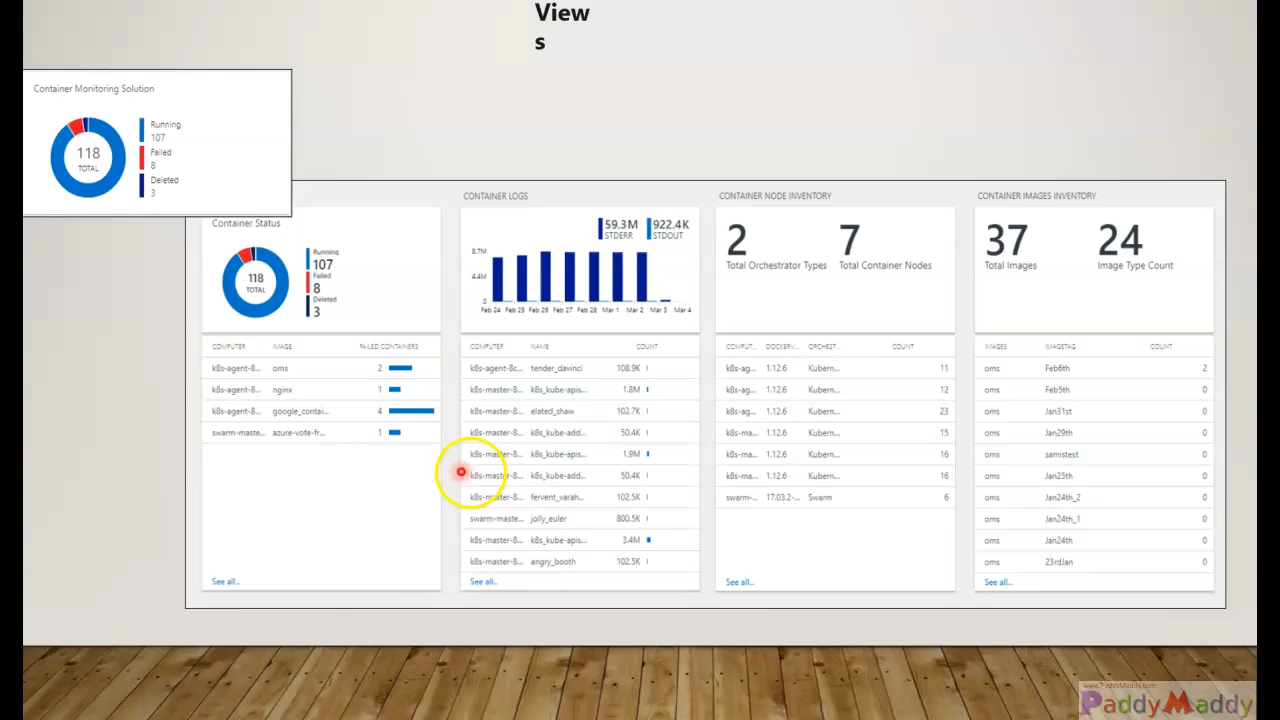 View
s
Container Monitoring Solution
118
TOTAL
Running
107
Failed
8
Deleted
3
Container Status
118
TOTAL
Running
107
Failed
8
Deleted
3
COMPUTER IMAGE FAILED CONTAINERS
k8s-agent-8... oms 2
k8s-agent-8... nginx 1
k8s-agent-8... google_contai... 4
swarm-maste... azure-vote-fr... 1
See all...
CONTAINER LOGS
59.3M 922.4K
STDERR STDOUT
8.7M
4.4M
0
Feb 24 Feb 25 Feb 26 Feb 27 Feb 28 Mar 1 Mar 2 Mar 3 Mar 4
COMPUTER NAME COUNT
k8s-agent-8c... tender_davinci 108.9K
k8s-master-8... k8s_kube-apis... 1.8M
k8s-master-8... elated_shaw 102.7K
k8s-master-8... k8s_kube-add... 50.4K
k8s-master-8... k8s_kube-apis... 1.9M
k8s-master-8... k8s_kube-add... 50.4K
k8s-master-8... fervent_varah... 102.5K
swarm-maste... jolly_euler 800.5K
k8s-master-8... k8s_kube-apis... 3.4M
k8s-master-8... angry_booth 102.5K
See all...
CONTAINER NODE INVENTORY
2 7
Total Orchestrator Types Total Container Nodes
COMPUT... DOCKERV... ORCHEST... COUNT
k8s-ag... 1.12.6 Kubern... 11
k8s-ag... 1.12.6 Kubern... 12
k8s-ag... 1.12.6 Kubern... 23
k8s-ma... 1.12.6 Kubern... 15
k8s-ma... 1.12.6 Kubern... 16
k8s-ma... 1.12.6 Kubern... 16
swarm-... 17.03.2-... Swarm 6
See all...
CONTAINER IMAGES INVENTORY
37 24
Total Images Image Type Count
IMAGES IMAGETAG COUNT
oms Feb6th 2
oms Feb5th 0
oms Jan31st 0
oms Jan29th 0
oms samistest 0
oms Jan25th 0
oms Jan24th_2 0
oms Jan24th_1 0
oms Jan24th 0
oms 23rdJan 0
See all...
www.PaddyMaddy.com
PaddyMaddy